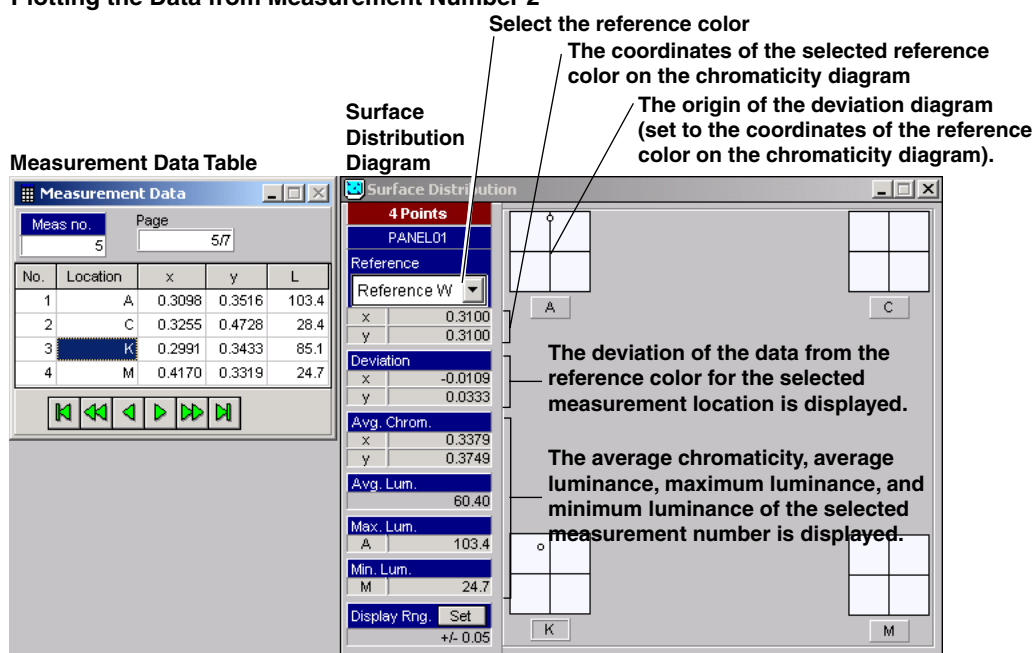 Plotting the Data from Measurement Number 2
Select the reference color
The coordinates of the selected reference
color on the chromaticity diagram
The origin of the deviation diagram
(set to the coordinates of the reference
color on the chromaticity diagram).
Surface
Distribution
Diagram
Measurement Data Table
Measurement Data
Meas no. Page
5 5/7
No. Location x y L
1 A 0.3098 0.3516 103.4
2 C 0.3255 0.4728 28.4
3 K 0.2991 0.3433 85.1
4 M 0.4170 0.3319 24.7
Surface Distribution
4 Points
PANEL01
Reference
Reference W
x 0.3100
y 0.3100
Deviation
x -0.0109
y 0.0333
Avg. Chrom.
x 0.3379
y 0.3749
Avg. Lum.
60.40
Max. Lum.
A 103.4
Min. Lum.
M 24.7
Display Rng. Set
+/- 0.05
A
C
The deviation of the data from the
reference color for the selected
measurement location is displayed.
The average chromaticity, average
luminance, maximum luminance, and
minimum luminance of the selected
measurement number is displayed.
K
M